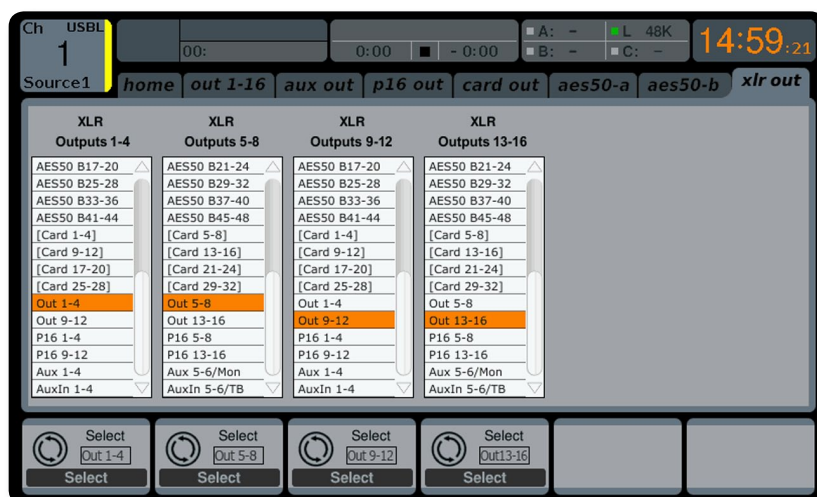 Ch USBL
1
Source1
00:
0:00 - 0:00
A: - L 48K
B: - C: -
14:59:21
home out 1-16 aux out p16 out card out aes50-a aes50-b xlr out
XLR XLR XLR XLR
Outputs 1-4 Outputs 5-8 Outputs 9-12 Outputs 13-16
AES50 B17-20 AES50 B21-24 AES50 B17-20 AES50 B21-24
AES50 B25-28 AES50 B29-32 AES50 B25-28 AES50 B29-32
AES50 B33-36 AES50 B37-40 AES50 B33-36 AES50 B37-40
AES50 B41-44 AES50 B45-48 AES50 B41-44 AES50 B45-48
[Card 1-4] [Card 5-8] [Card 1-4] [Card 5-8]
[Card 9-12] [Card 13-16] [Card 9-12] [Card 13-16]
[Card 17-20] [Card 21-24] [Card 17-20] [Card 21-24]
[Card 25-28] [Card 29-32] [Card 25-28] [Card 29-32]
Out 1-4 Out 5-8 Out 1-4 Out 5-8
Out 9-12 Out 13-16 Out 9-12 Out 13-16
P16 1-4 P16 5-8 P16 1-4 P16 5-8
P16 9-12 P16 13-16 P16 9-12 P16 13-16
Aux 1-4 Aux 5-6/Mon Aux 1-4 Aux 5-6/Mon
AuxIn 1-4 AuxIn 5-6/TB AuxIn 1-4 AuxIn 5-6/TB
Select Select Select Select
Out 1-4 Out 5-8 Out 9-12 Out13-16
Select Select Select Select